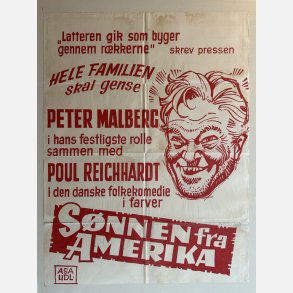 „Latteren gik som byger
gennem rækkerne" skrev pressen
HELE FAMILIEN
skal gense
PETER MALBERG
i hans festligste rolle
sammen med
POUL REICHHARDT
i den danske folkekomedie
i farver
SØNNEN fra
AMERIKA
ASA
UDL.